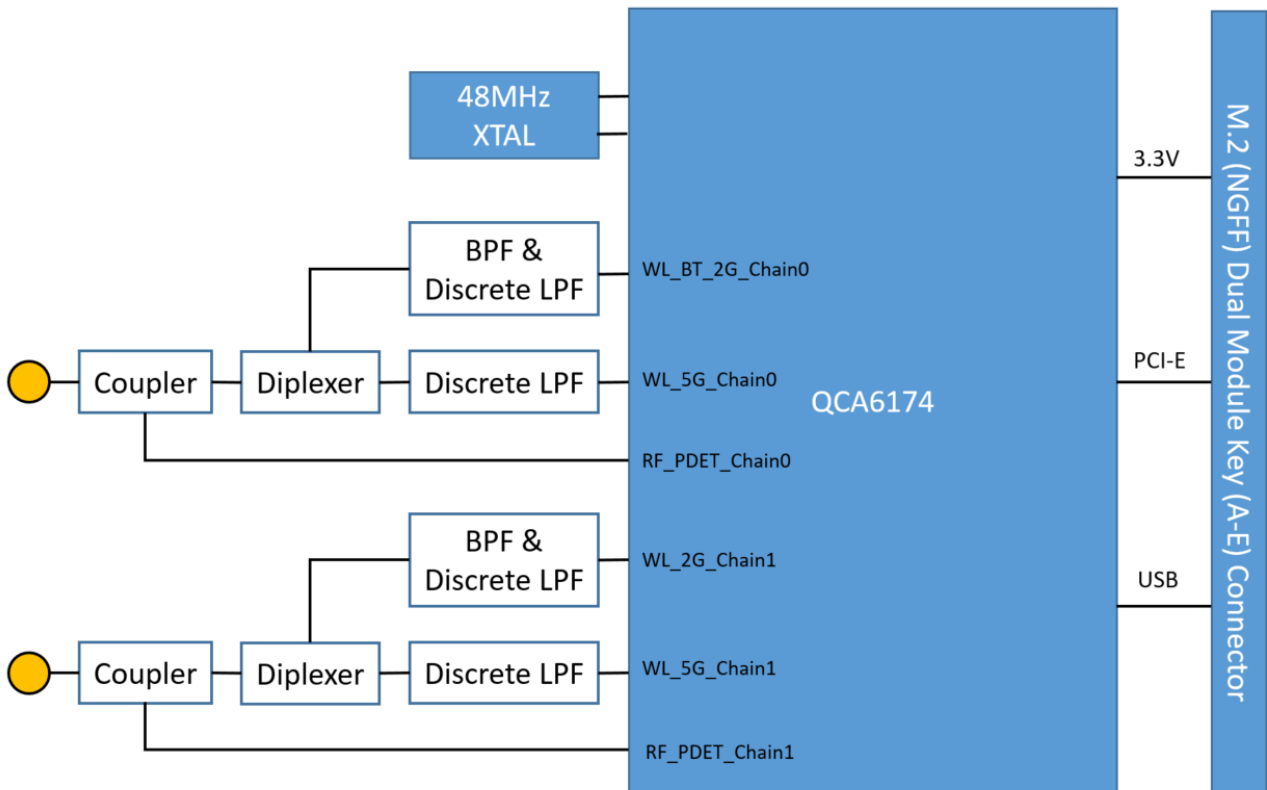 48MHz
XTAL
BPF &
Discrete LPF
WL_BT_2G_Chain0
Coupler
Diplexer
Discrete LPF
WL_5G_Chain0
RF_PDET_Chain0
BPF &
Discrete LPF
WL_2G_Chain1
Coupler
Diplexer
Discrete LPF
WL_5G_Chain1
RF_PDET_Chain1
QCA6174
3.3V
PCI-E
USB
M.2 (NGFF) Dual Module Key (A-E) Connector